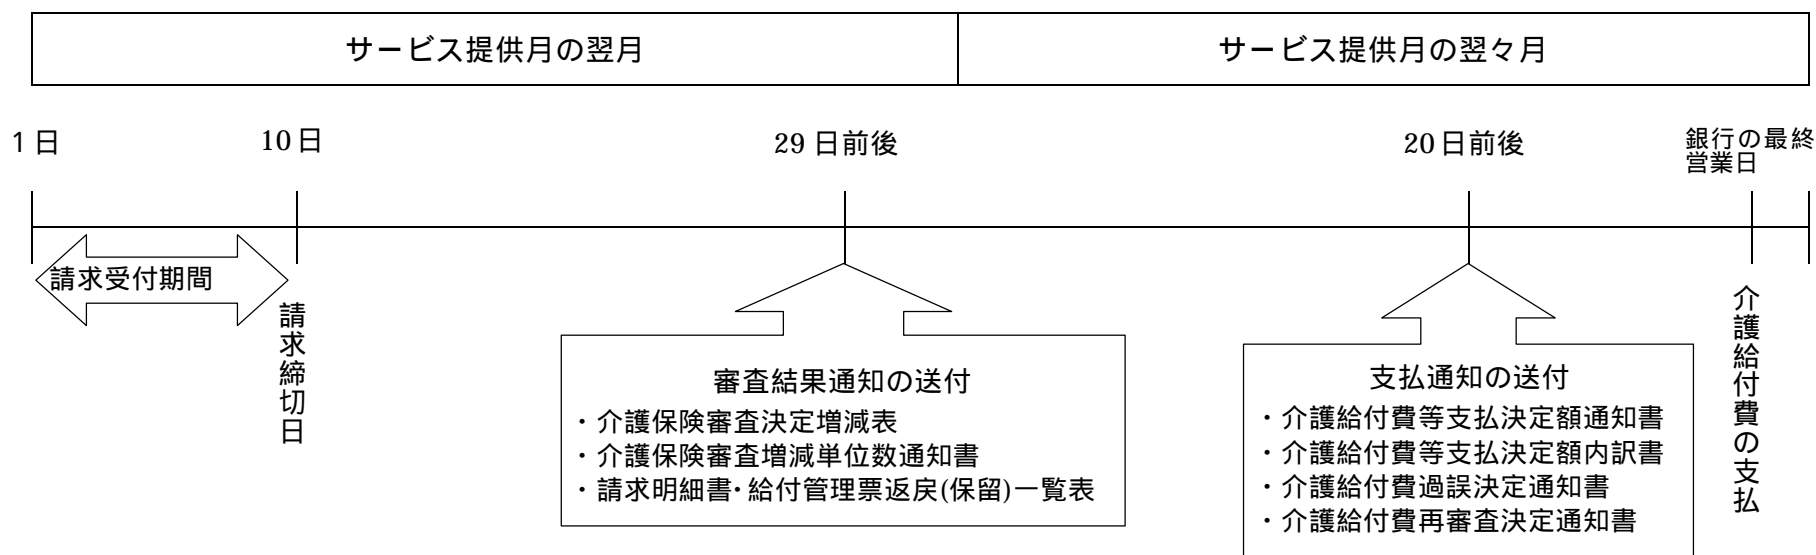 サービス提供月の翌月
サービス提供月の翌々月
1日
10日
29日前後
20日前後
銀行の最終
営業日
請求受付期間
請求締切日
審査結果通知の送付
・介護保険審査決定増減表
・介護保険審査増減単位数通知書
・請求明細書・給付管理票返戻(保留)一覧表
支払通知の送付
・介護給付費等支払決定額通知書
・介護給付費等支払決定額内訳書
・介護給付費過誤決定通知書
・介護給付費再審査決定通知書
介護給付費の支払